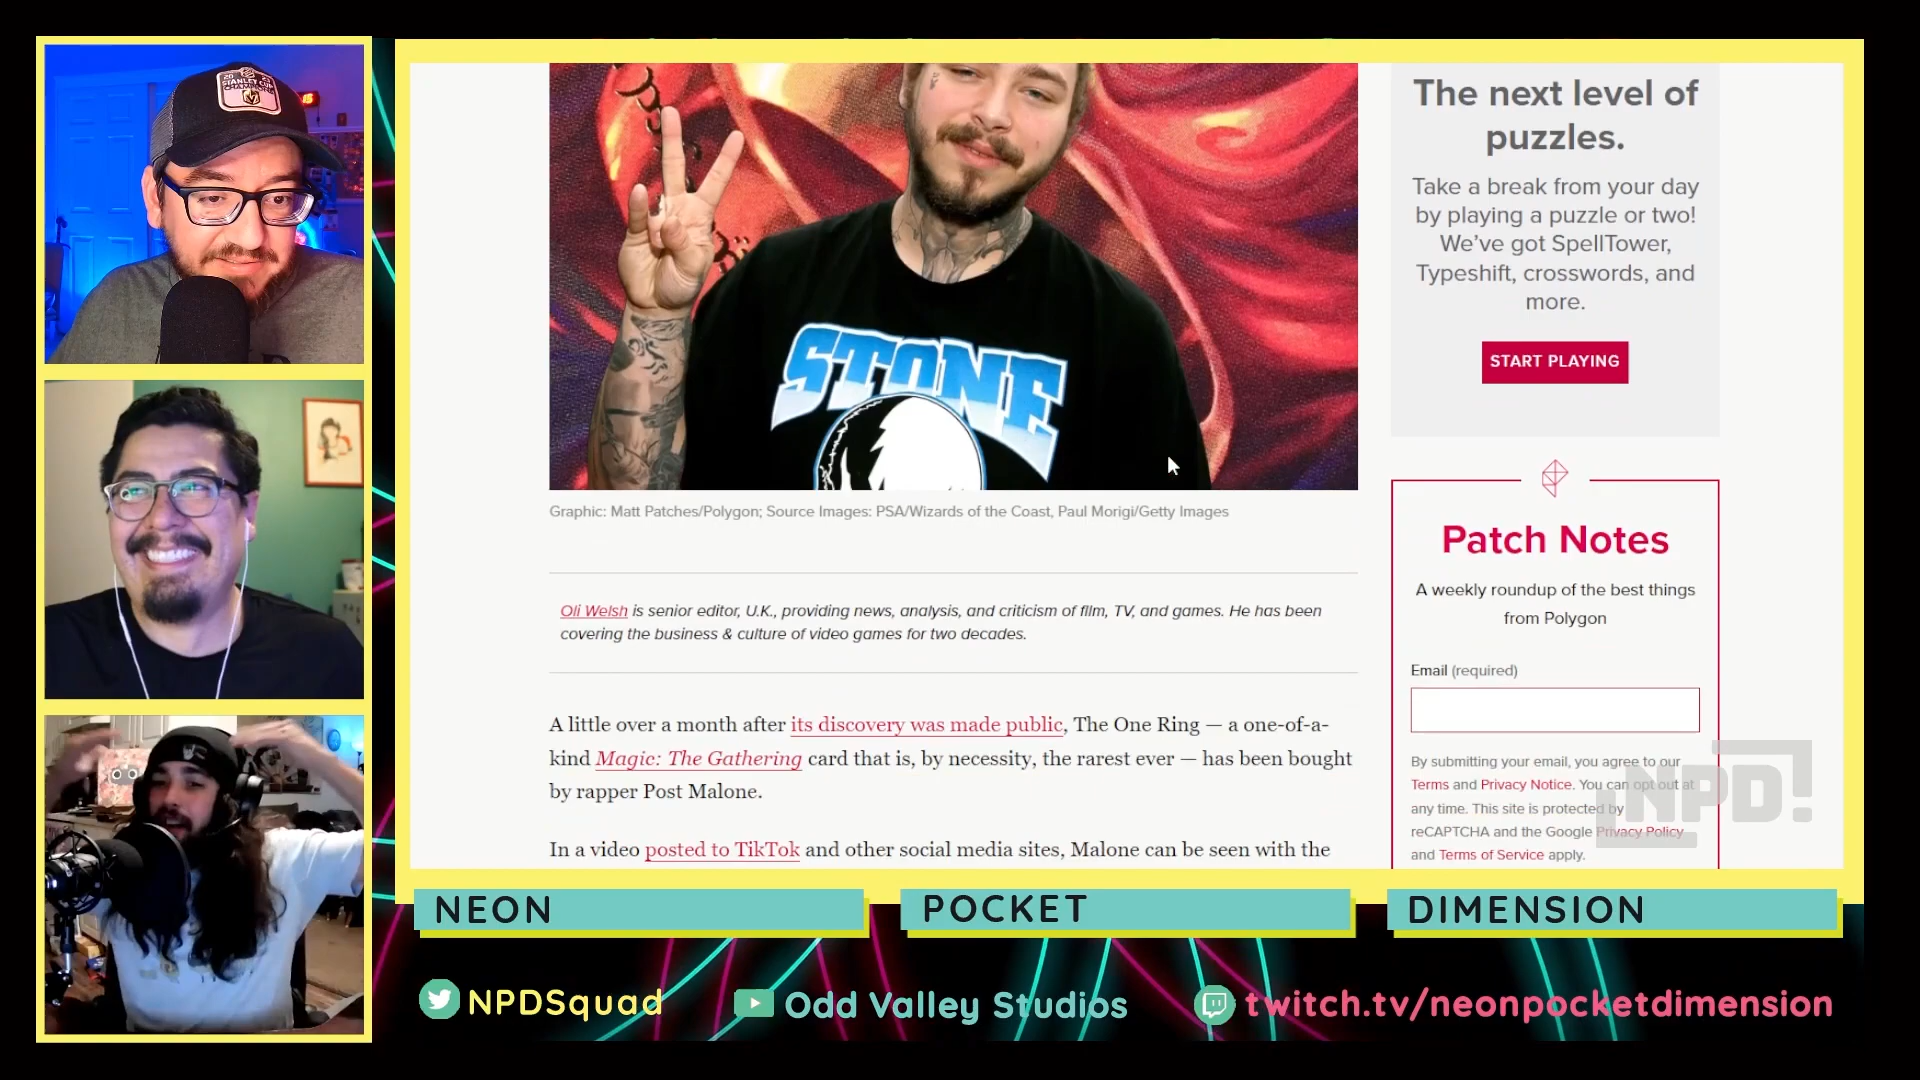 20 23
STANLEY CUP
CHAMPIONS
STONE
Graphic: Matt Patches/Polygon; Source Images: PSA/Wizards of the Coast, Paul Morigi/Getty Images
Oli Welsh is senior editor, U.K., providing news, analysis, and criticism of film, TV, and games. He has been
covering the business & culture of video games for two decades.
A little over a month after its discovery was made public, The One Ring — a one-of-a-
kind Magic: The Gathering card that is, by necessity, the rarest ever — has been bought
by rapper Post Malone.
In a video posted to TikTok and other social media sites, Malone can be seen with the
The next level of
puzzles.
Take a break from your day
by playing a puzzle or two!
We've got SpellTower,
Typeshift, crosswords, and
more.
START PLAYING
Patch Notes
A weekly roundup of the best things
from Polygon
Email (required)
By submitting your email, you agree to our
Terms and Privacy Notice. You can opt out at
any time. This site is protected by
reCAPTCHA and the Google Privacy Policy
and Terms of Service apply.
NPD!
NEON
POCKET
DIMENSION
NPDSquad
Odd Valley Studios
twitch.tv/neonpocketdimension